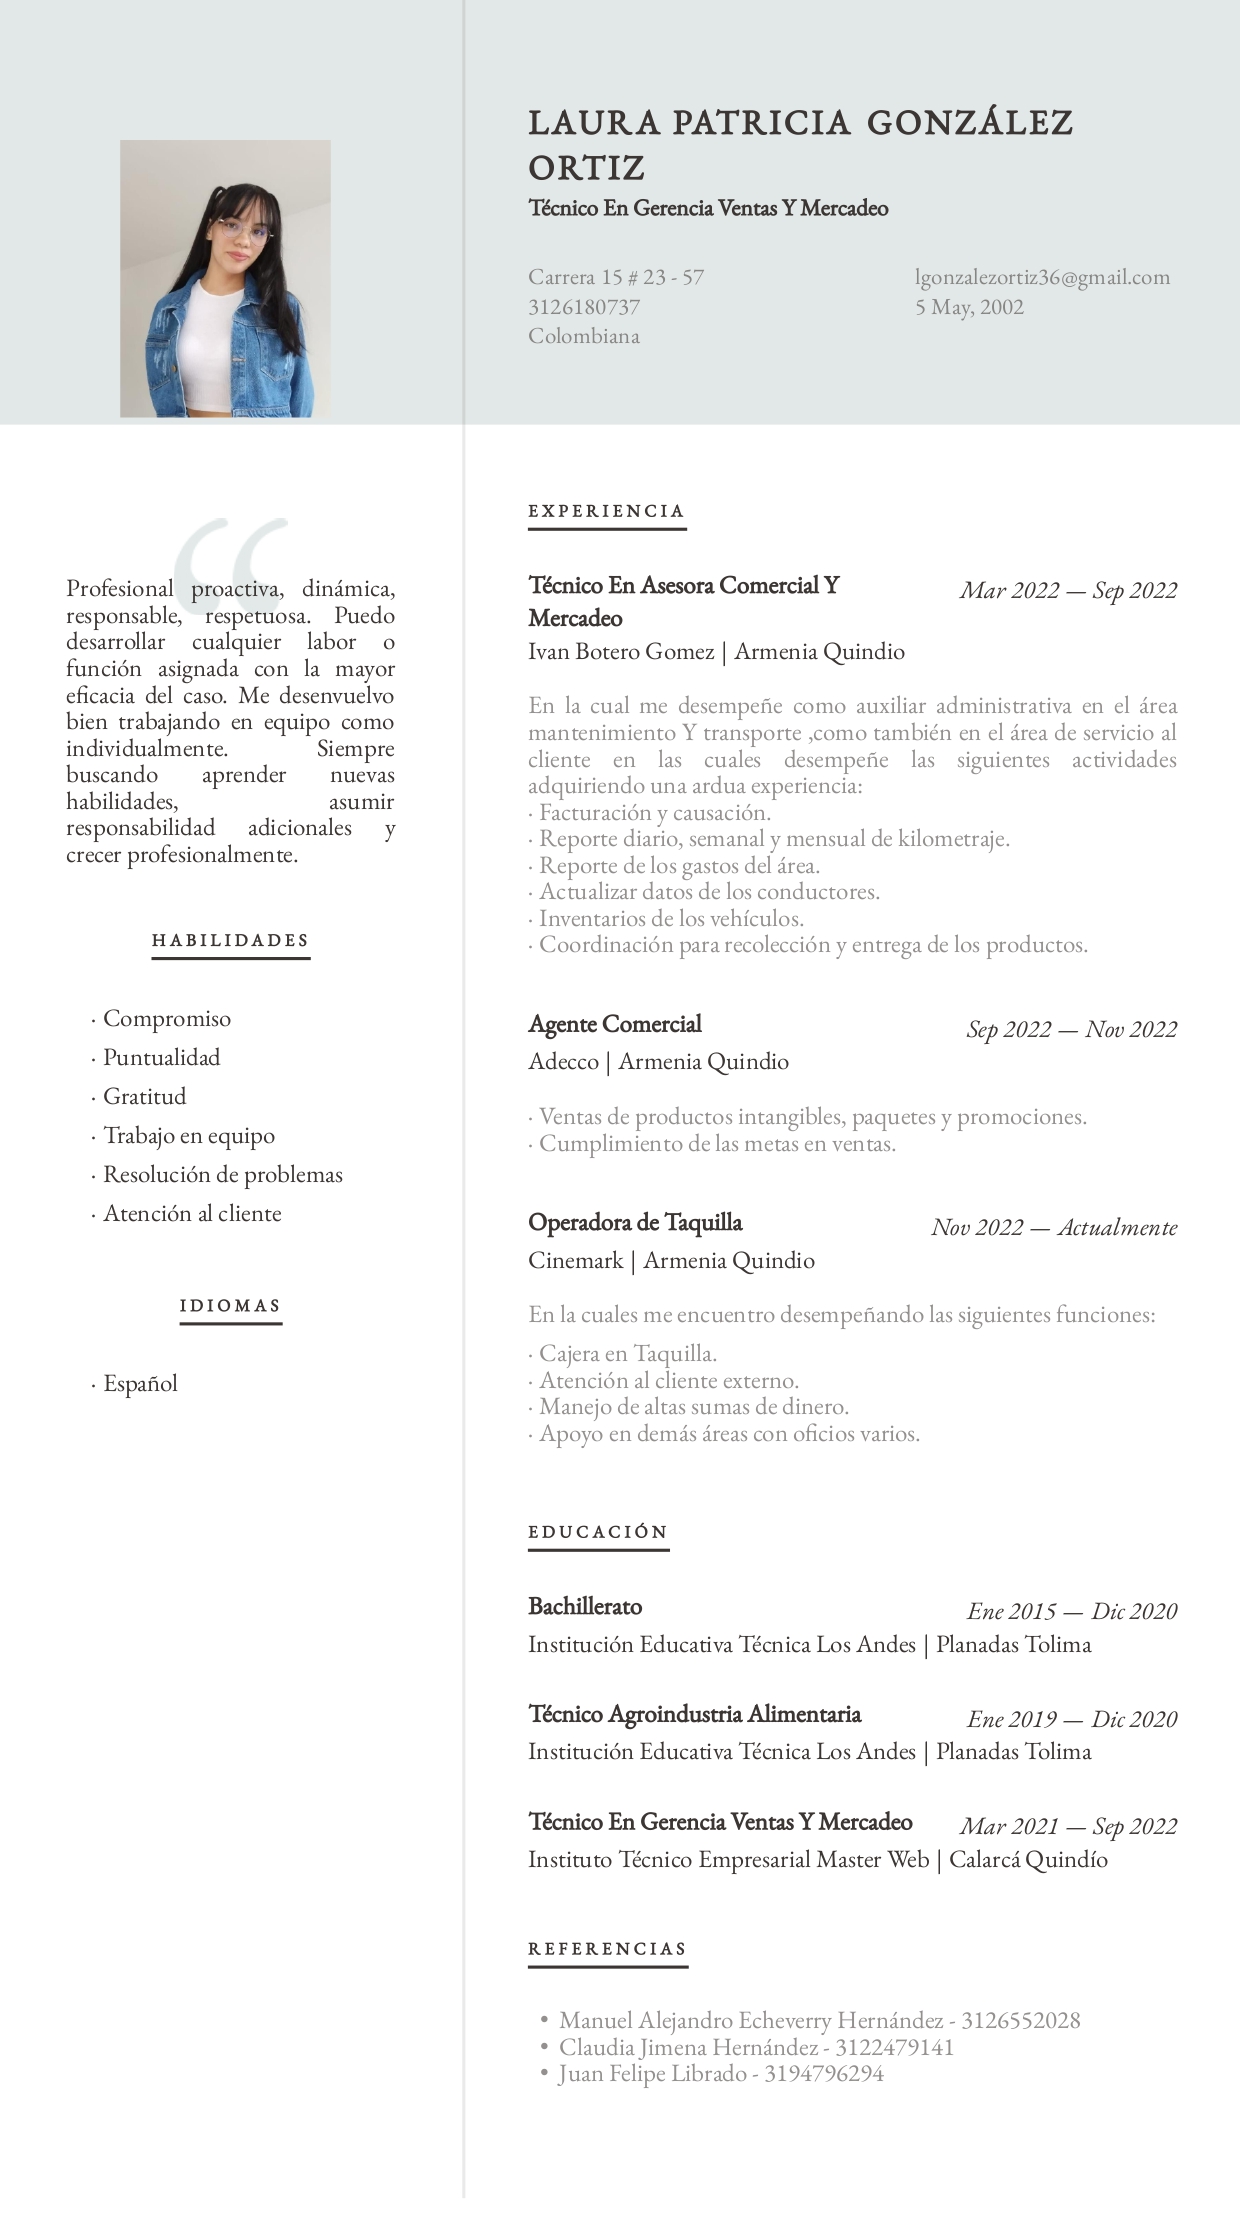 LAURA PATRICIA GONZÁLEZ
ORTIZ
Técnico En Gerencia Ventas Y Mercadeo
Carrera 15 # 23 - 57
3126180737
Colombiana
lgonzalezortiz36@gmail.com
5 May, 2002
“
Profesional proactiva, dinámica,
responsable, respetuosa. Puedo
desarrollar cualquier labor o
función asignada con la mayor
eficacia del caso. Me desenvuelvo
bien trabajando en equipo como
individualmente. Siempre
buscando aprender nuevas
habilidades, asumir
responsabilidad adicionales y
crecer profesionalmente.
HABILIDADES
· Compromiso
· Puntualidad
· Gratitud
· Trabajo en equipo
· Resolución de problemas
· Atención al cliente
IDIOMAS
· Español
EXPERIENCIA
Técnico En Asesora Comercial Y
Mercadeo
Mar 2022 — Sep 2022
Ivan Botero Gomez | Armenia Quindio
En la cual me desempeñe como auxiliar administrativa en el área
mantenimiento Y transporte ,como también en el área de servicio al
cliente en las cuales desempeñe las siguientes actividades
adquiriendo una ardua experiencia:
· Facturación y causación.
· Reporte diario, semanal y mensual de kilometraje.
· Reporte de los gastos del área.
· Actualizar datos de los conductores.
· Inventarios de los vehículos.
· Coordinación para recolección y entrega de los productos.
Agente Comercial
Sep 2022 — Nov 2022
Adecco | Armenia Quindio
· Ventas de productos intangibles, paquetes y promociones.
· Cumplimiento de las metas en ventas.
Operadora de Taquilla
Nov 2022 — Actualmente
Cinemark | Armenia Quindio
En la cuales me encuentro desempeñando las siguientes funciones:
· Cajera en Taquilla.
· Atención al cliente externo.
· Manejo de altas sumas de dinero.
· Apoyo en demás áreas con oficios varios.
EDUCACIÓN
Bachillerato
Ene 2015 — Dic 2020
Institución Educativa Técnica Los Andes | Planadas Tolima
Técnico Agroindustria Alimentaria
Ene 2019 — Dic 2020
Institución Educativa Técnica Los Andes | Planadas Tolima
Técnico En Gerencia Ventas Y Mercadeo
Mar 2021 — Sep 2022
Instituto Técnico Empresarial Master Web | Calarcá Quindío
REFERENCIAS
• Manuel Alejandro Echeverry Hernández - 3126552028
• Claudia Jimena Hernández - 3122479141
• Juan Felipe Librado - 3194796294